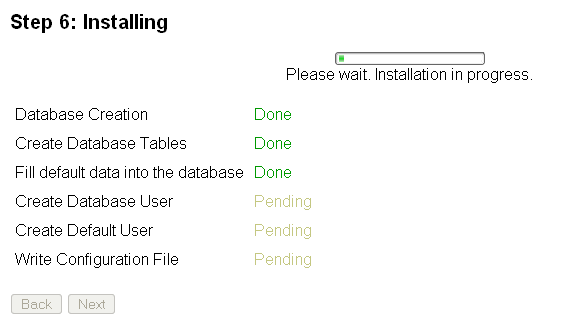 Step 6: Installing
Please wait. Installation in progress.
Database Creation Done
Create Database Tables Done
Fill default data into the database Done
Create Database User Pending
Create Default User Pending
Write Configuration File Pending
Back Next